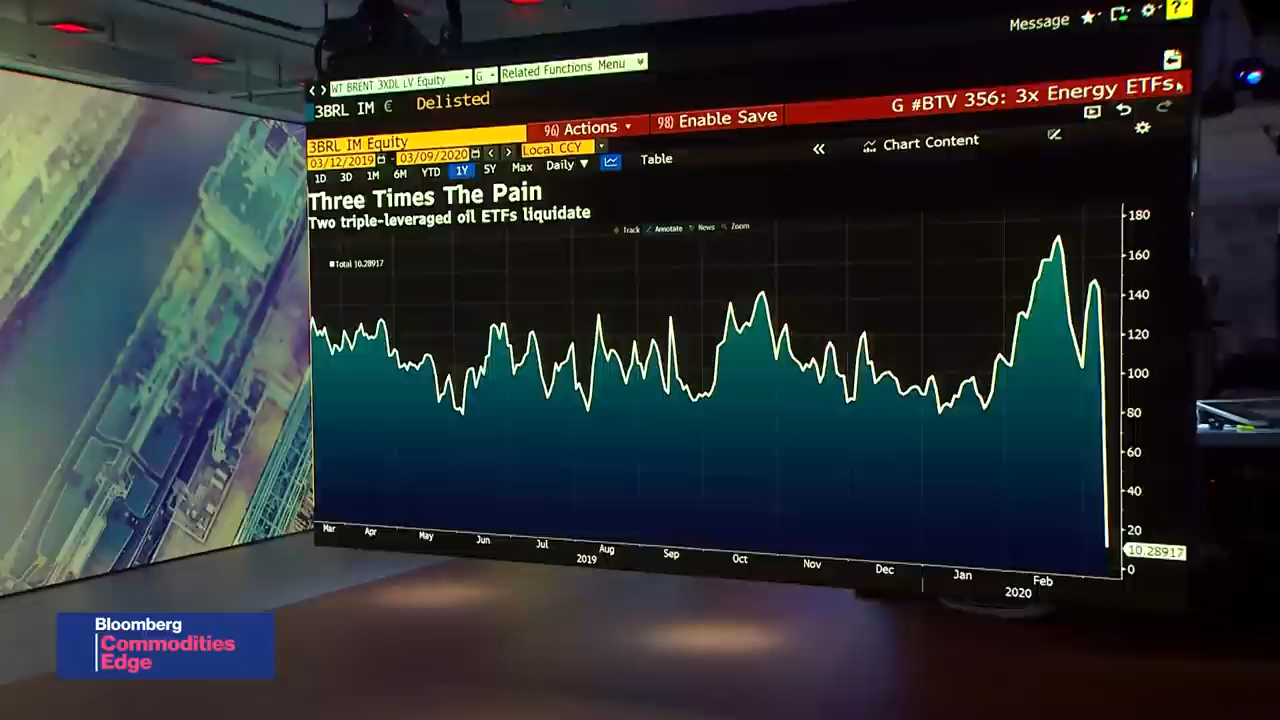 Message ?
WT BRENT 3XDL LV Equity G Related Functions Menu
3BRL IM € Delisted
G #BTV 356: 3x Energy ETFs
3BRL IM Equity 96) Actions 98) Enable Save
03/12/2019 - 03/09/2020 Local CCY
Chart Content
1D 3D 1M 6M YTD 1Y 5Y Max Daily Table
Three Times The Pain
Two triple-leveraged oil ETFs liquidate
Track Annotate News Zoom
Total 10.28917
180
160
140
120
100
80
60
40
20
10.28917
0
Mar Apr May Jun Jul Aug Sep Oct Nov Dec Jan Feb
2019 2020
Bloomberg
Commodities
Edge